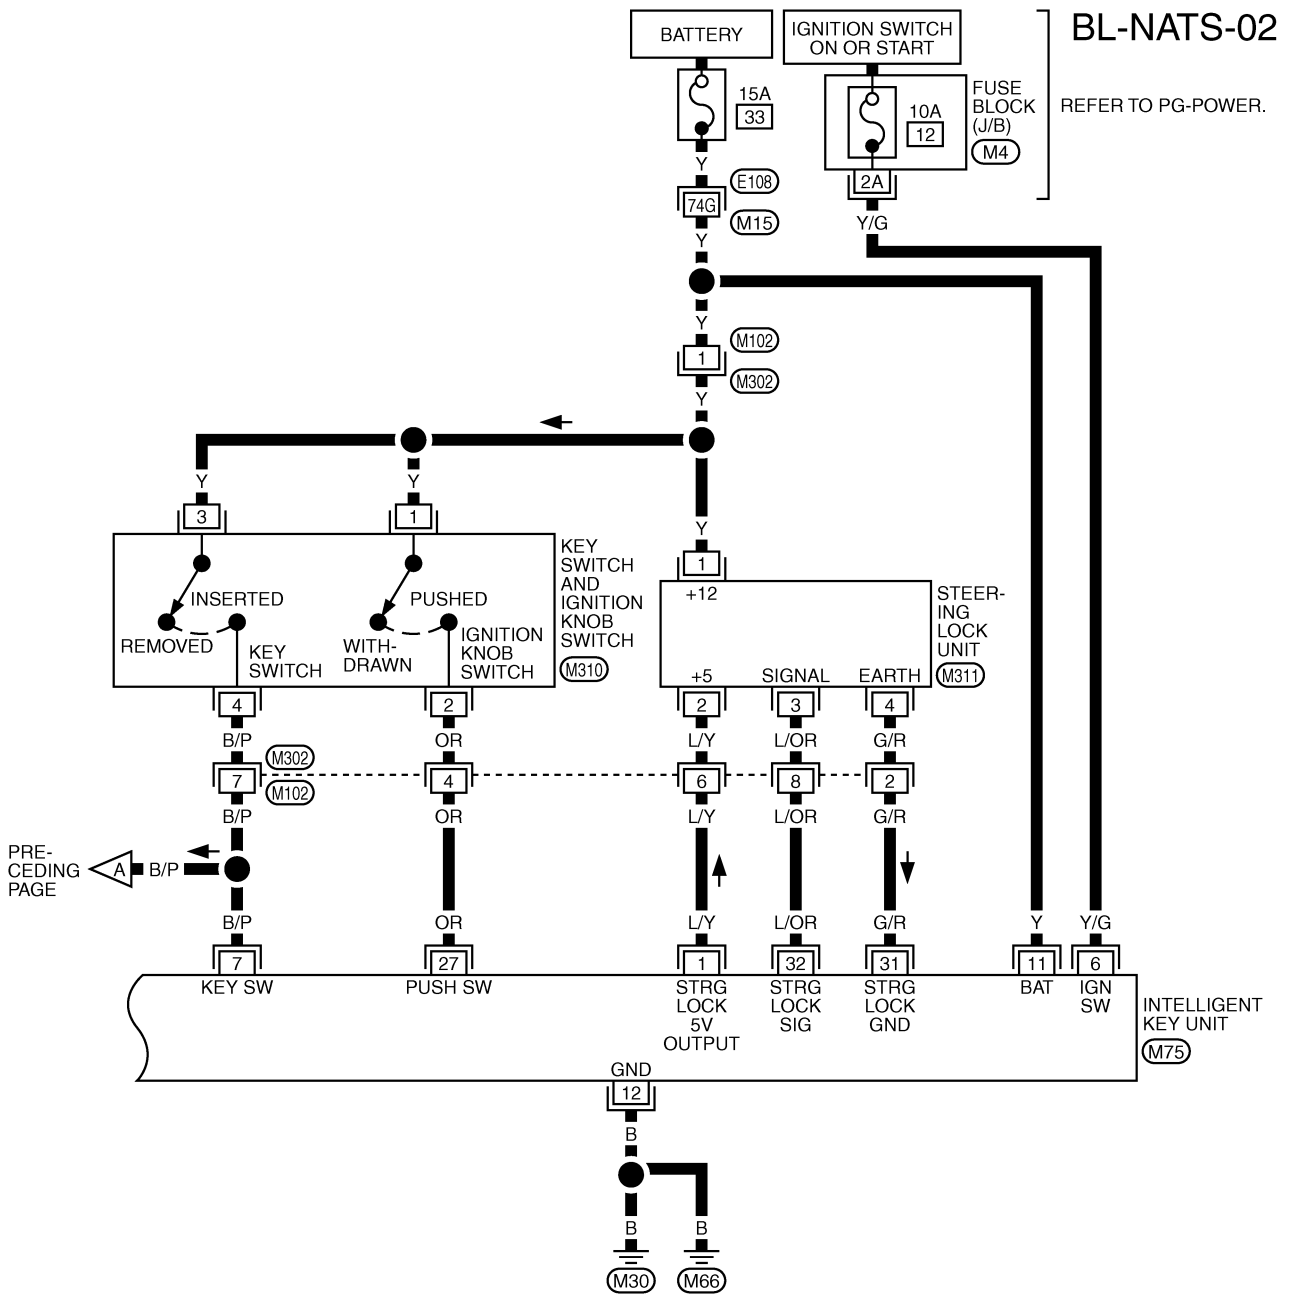 BL-NATS-02
BATTERY
IGNITION SWITCH
ON OR START
15A
33
10A
12
FUSE
BLOCK
(J/B)
M4
REFER TO PG-POWER.
Y
E108
2A
74G
M15
Y/G
Y
Y
M102
1
M302
Y
Y
Y
3
1
Y
1
KEY
SWITCH
AND
IGNITION
KNOB
SWITCH
M310
INSERTED
REMOVED
KEY
SWITCH
PUSHED
WITH-
DRAWN
IGNITION
KNOB
SWITCH
+12
STEER-
ING
LOCK
UNIT
M311
+5
SIGNAL
EARTH
4
2
2
3
4
B/P
OR
L/Y
L/OR
G/R
M302
7
4
6
8
2
M102
B/P
OR
L/Y
L/OR
G/R
PRE-
CEDING
PAGE
A
B/P
B/P
OR
L/Y
L/OR
G/R
Y
Y/G
7
27
1
32
31
11
6
KEY SW
PUSH SW
STRG
LOCK
5V
OUTPUT
STRG
LOCK
SIG
STRG
LOCK
GND
BAT
IGN
SW
INTELLIGENT
KEY UNIT
M75
GND
12
B
B
B
M30
M66